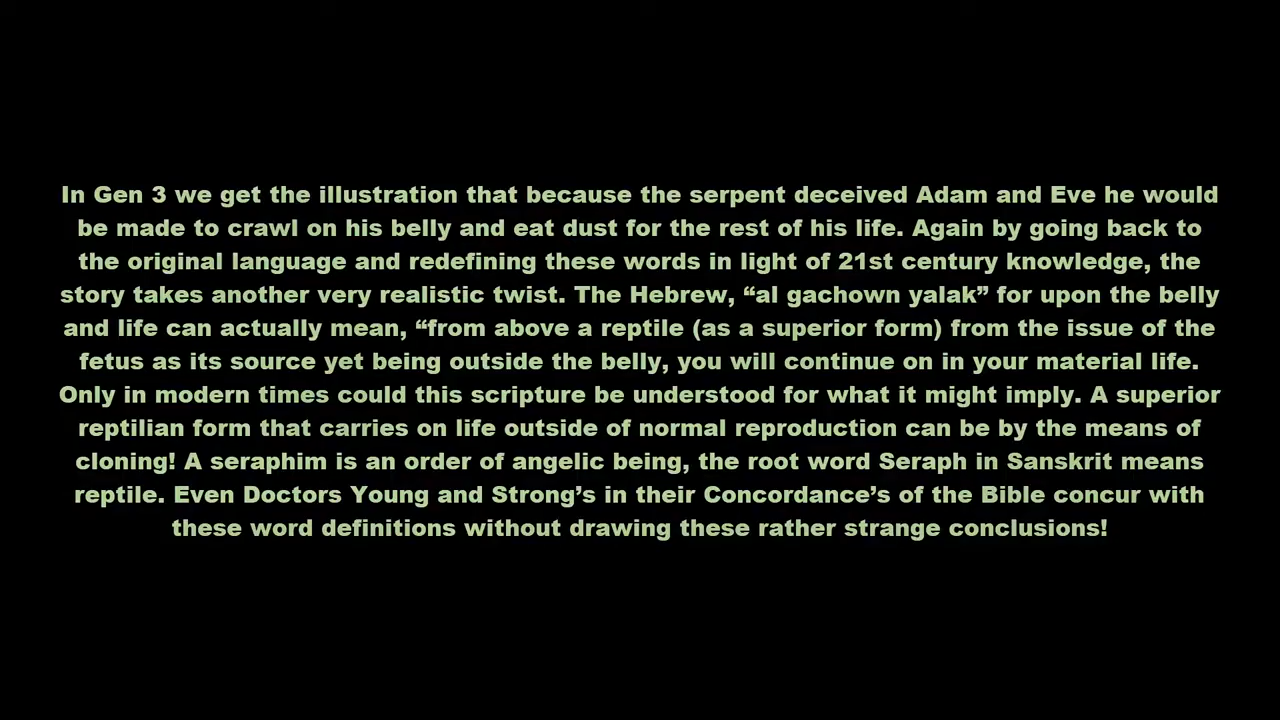 In Gen 3 we get the illustration that because the serpent deceived Adam and Eve he would
be made to crawl on his belly and eat dust for the rest of his life. Again by going back to
the original language and redefining these words in light of 21st century knowledge, the
story takes another very realistic twist. The Hebrew, “al gachown yalak” for upon the belly
and life can actually mean, “from above a reptile (as a superior form) from the issue of the
fetus as its source yet being outside the belly, you will continue on in your material life.
Only in modern times could this scripture be understood for what it might imply. A superior
reptilian form that carries on life outside of normal reproduction can be by the means of
cloning! A seraphim is an order of angelic being, the root word Seraph in Sanskrit means
reptile. Even Doctors Young and Strong’s in their Concordance’s of the Bible concur with
these word definitions without drawing these rather strange conclusions!